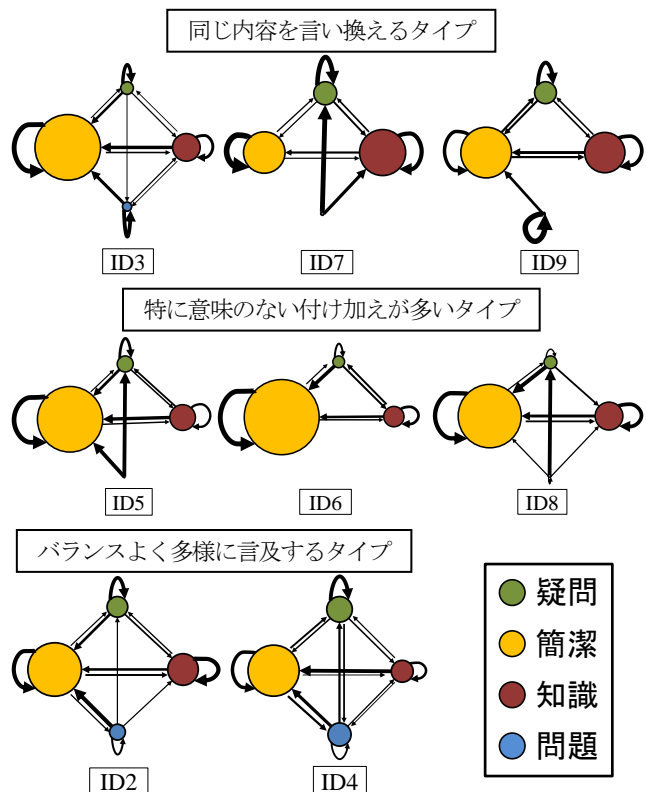 同じ内容を言い換えるタイプ
ID3
ID7
ID9
特に意味のない付け加えが多いタイプ
ID5
ID6
ID8
バランスよく多様に言及するタイプ
ID2
ID4
疑問
簡潔
知識
問題